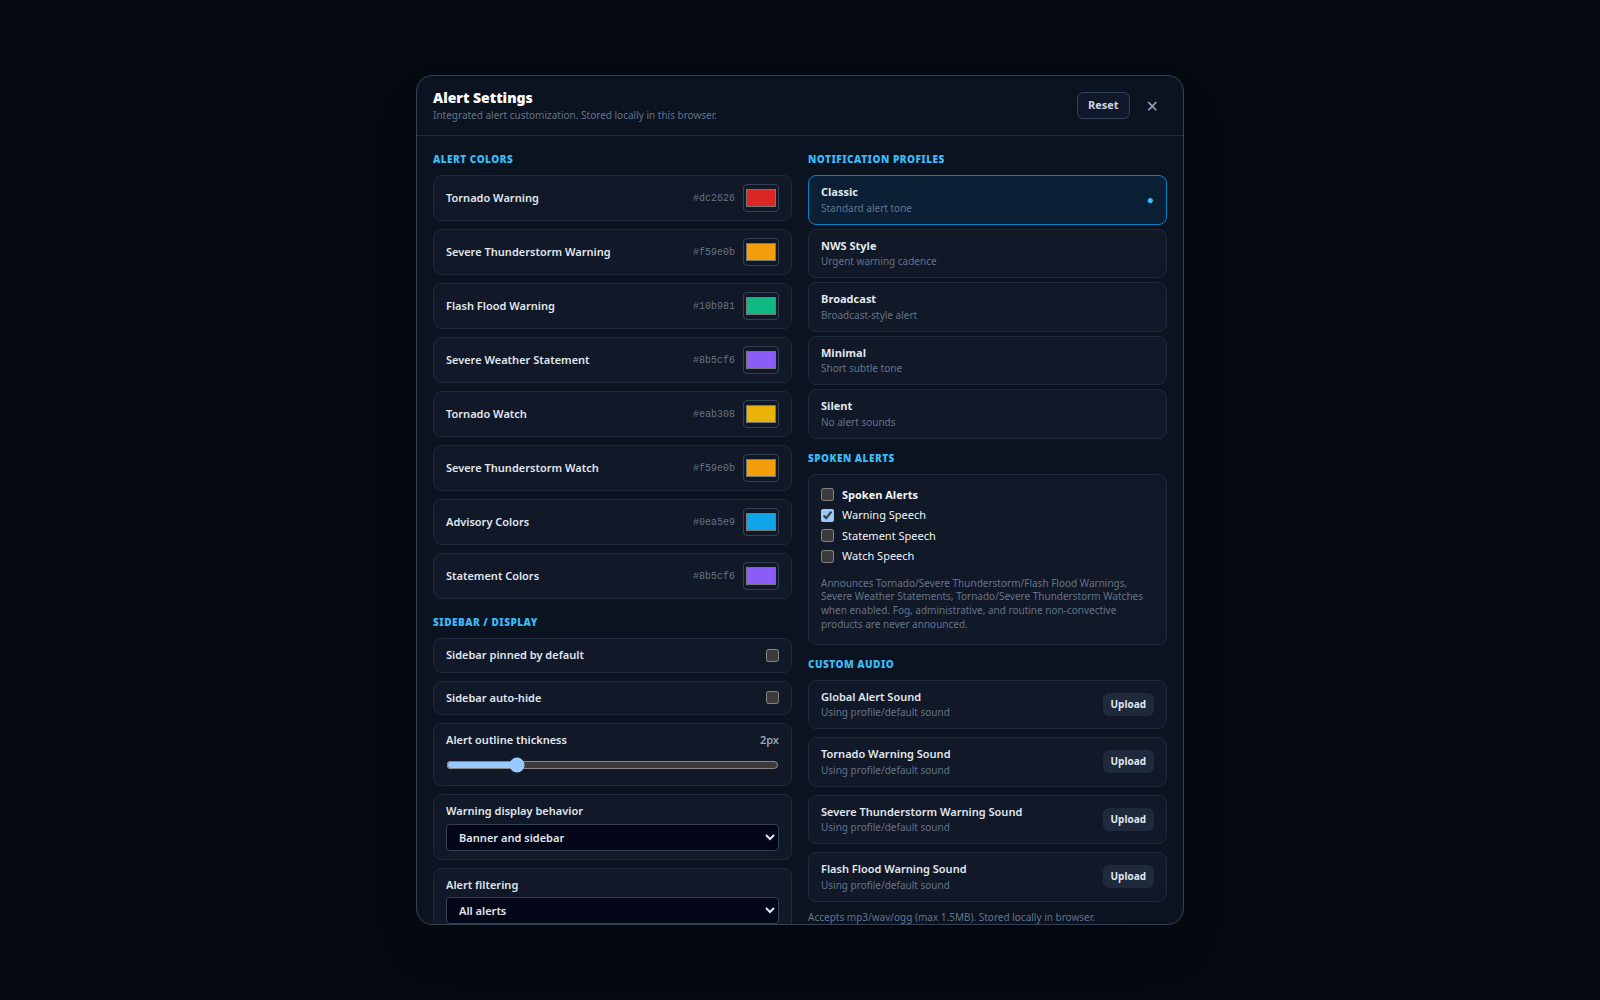 Alert Settings
Integrated alert customization. Stored locally in this browser.
Reset
ALERT COLORS
Tornado Warning
#dc2626
Severe Thunderstorm Warning
#f59e0b
Flash Flood Warning
#10b981
Severe Weather Statement
#8b5cf6
Tornado Watch
#eab308
Severe Thunderstorm Watch
#f59e0b
Advisory Colors
#0ea5e9
Statement Colors
#8b5cf6
SIDEBAR / DISPLAY
Sidebar pinned by default
Sidebar auto-hide
Alert outline thickness
2px
Warning display behavior
Banner and sidebar
Alert filtering
All alerts
NOTIFICATION PROFILES
Classic
Standard alert tone
NWS Style
Urgent warning cadence
Broadcast
Broadcast-style alert
Minimal
Short subtle tone
Silent
No alert sounds
SPOKEN ALERTS
Spoken Alerts
Warning Speech
Statement Speech
Watch Speech
Announces Tornado/Severe Thunderstorm/Flash Flood Warnings,
Severe Weather Statements, Tornado/Severe Thunderstorm Watches
when enabled. Fog, administrative, and routine non-convective
products are never announced.
CUSTOM AUDIO
Global Alert Sound
Using profile/default sound
Upload
Tornado Warning Sound
Using profile/default sound
Upload
Severe Thunderstorm Warning Sound
Using profile/default sound
Upload
Flash Flood Warning Sound
Using profile/default sound
Upload
Accepts mp3/wav/ogg (max 1.5MB). Stored locally in browser.